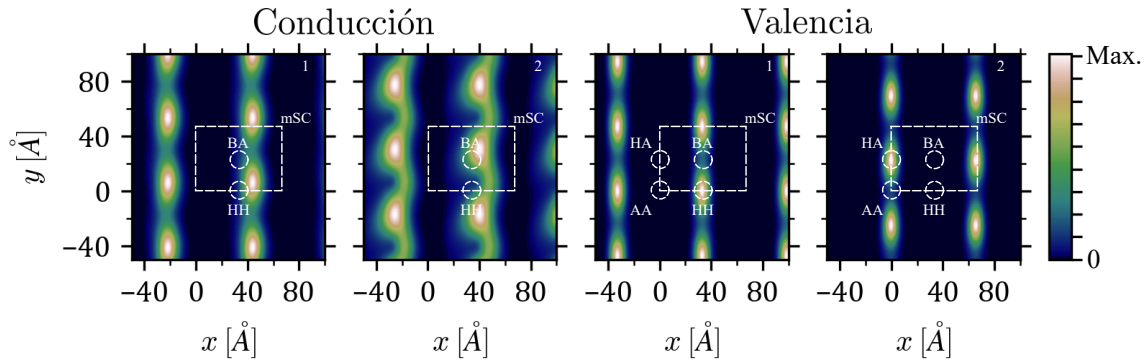 Conducción
Valencia
80
40
0
−40
y [Å]
1
mSC
BA
HH
2
mSC
BA
HH
1
mSC
HA
BA
AA
HH
2
mSC
HA
BA
AA
HH
Max.
0
−40 0 40 80
−40 0 40 80
−40 0 40 80
−40 0 40 80
x [Å]
x [Å]
x [Å]
x [Å]